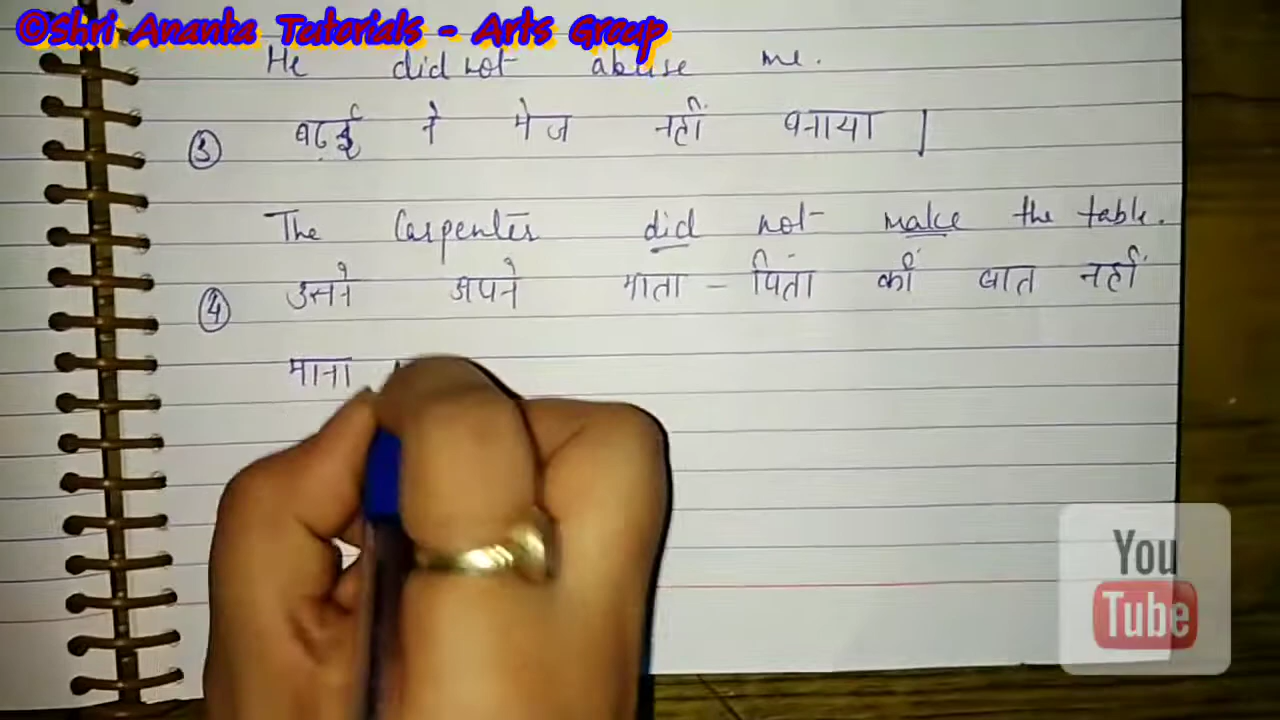 ©Shri Ananta Tutorials - Arts Group
He did not abuse me.
③ बढ़ई ने मेज नहीं बनाया |
The Carpenter did not make the table.
④ उसने अपने माता - पिता की बात नहीं
माना
You
Tube